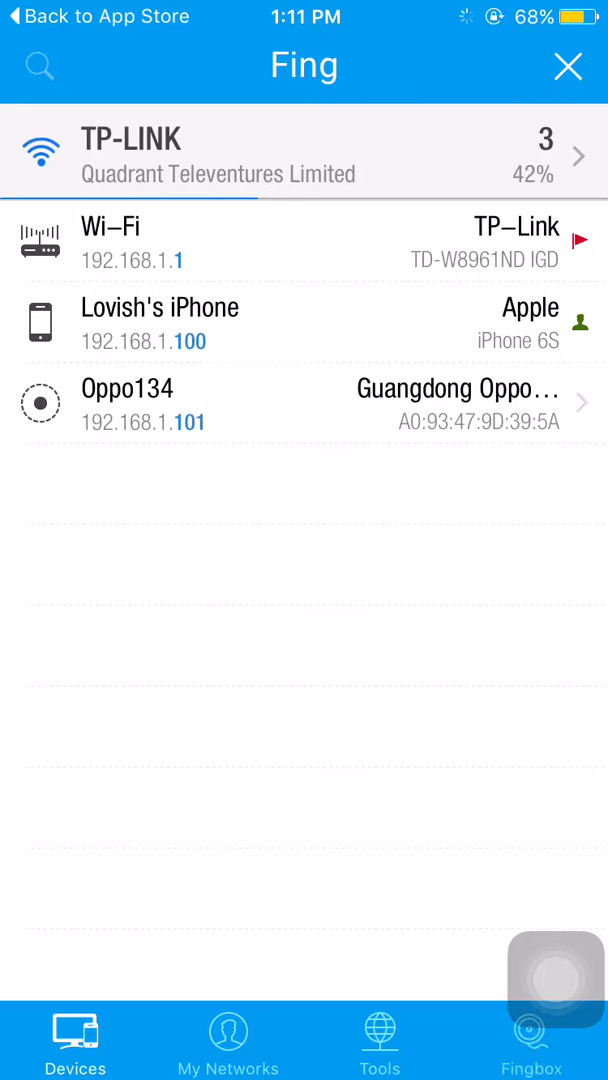 Back to App Store 1:11 PM 68%
Fing
TP-LINK 3
Quadrant Televentures Limited 42%
Wi-Fi TP-Link
192.168.1.1 TD-W8961ND IGD
Lovish's iPhone Apple
192.168.1.100 iPhone 6S
Oppo134 Guangdong Oppo...
192.168.1.101 A0:93:47:9D:39:5A
Devices My Networks Tools Fingbox